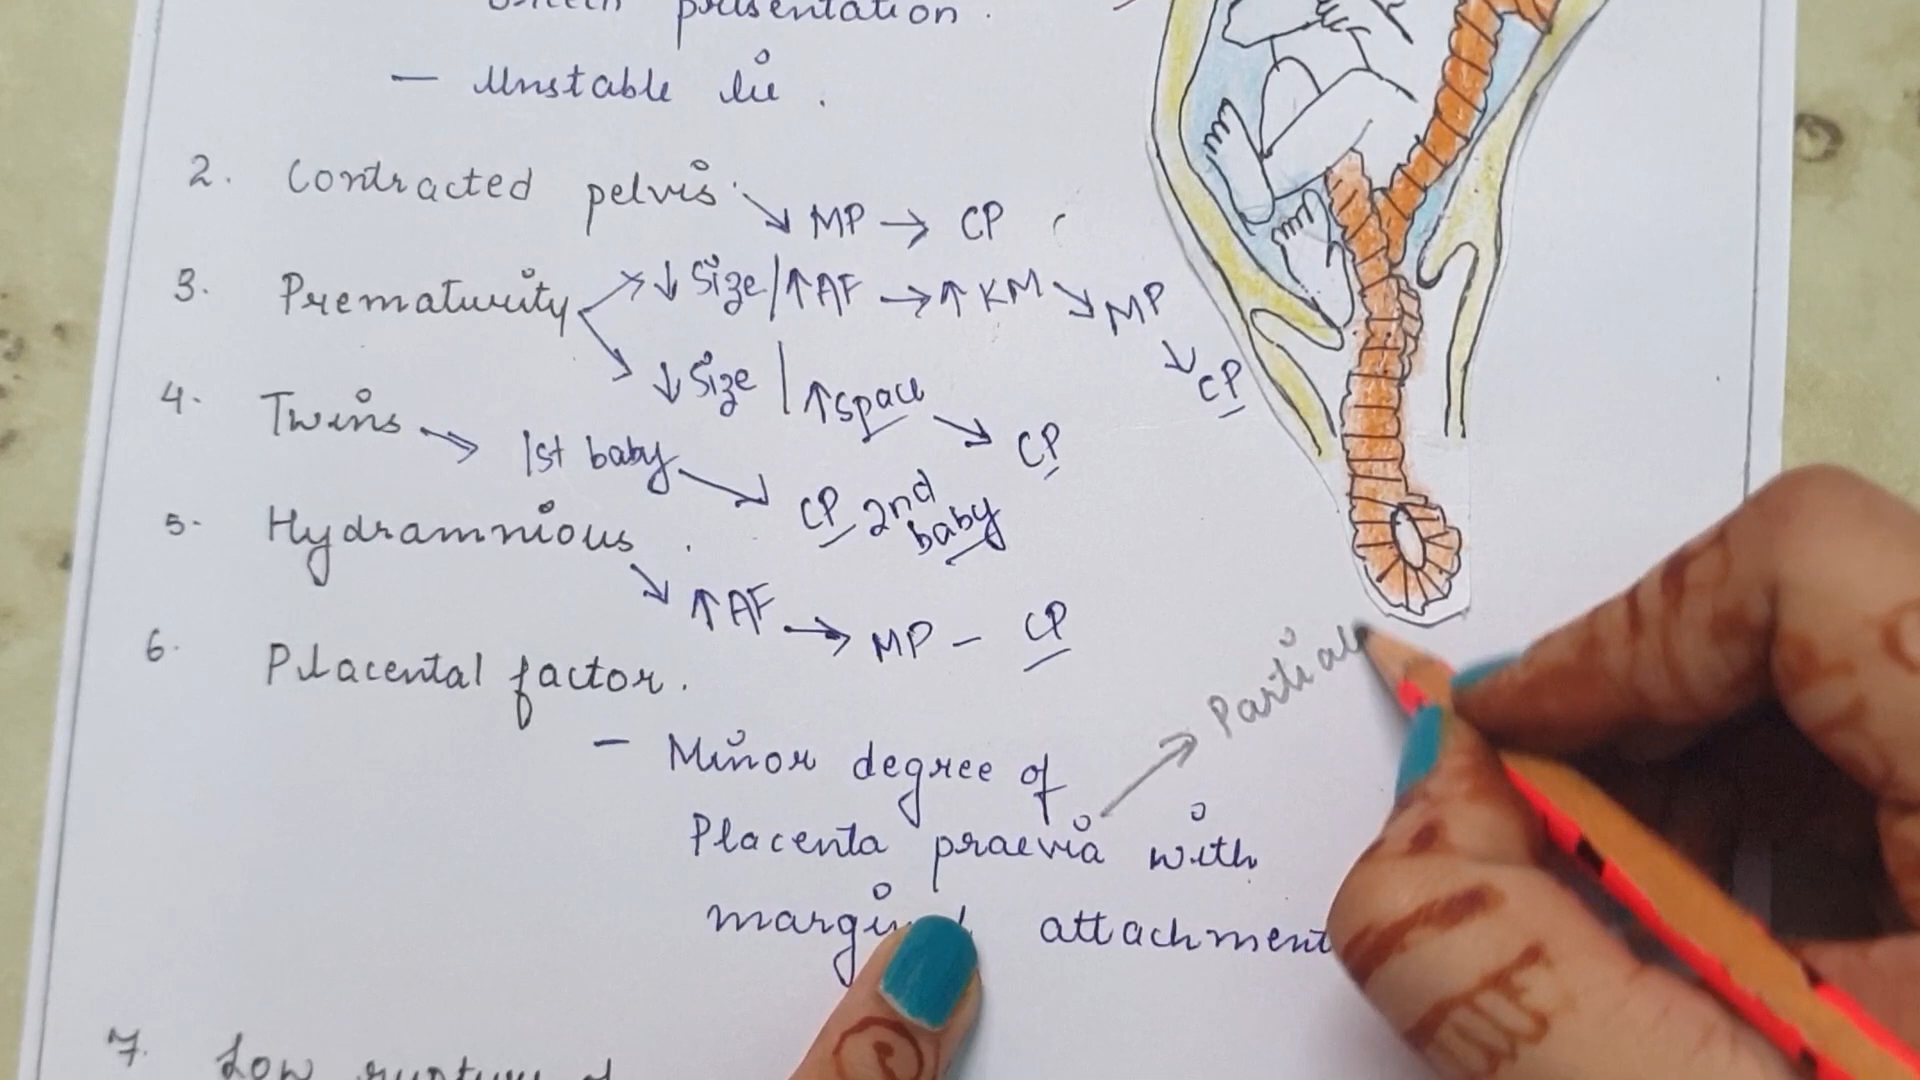 presentation.
- Unstable lie.
2. Contracted pelvis. ↘ MP → CP
3. Prematurity ↗ ↓ Size / ↑ AF → ↑ KM ↘ MP ↘ CP
↘ ↓ Size / ↑ space ↘ CP
4. Twins → 1st baby ↘ CP 2nd baby
5. Hydramnious. ↘ ↑ AF → MP - CP
6. Placental factor.
- Minor degree of → Partial
Placenta praevia with
attachment
7. Low